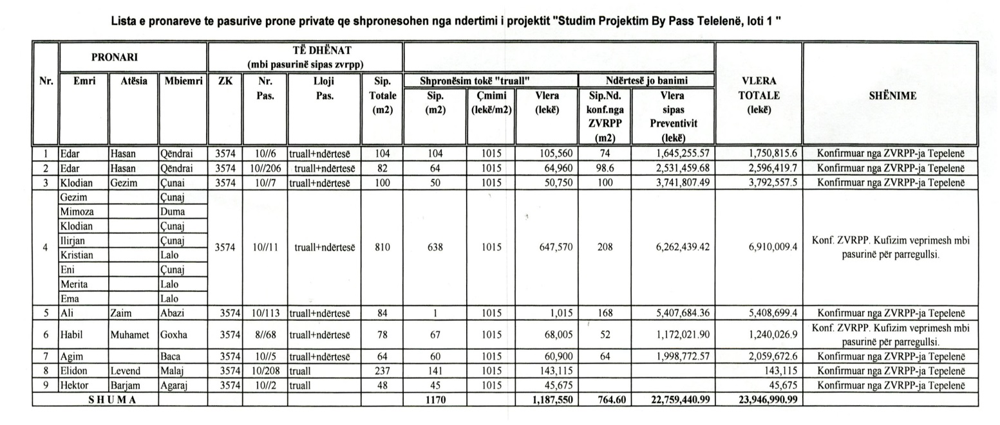 Lista e pronareve te pasurive prone private qe shpronesohen nga ndertimi i projektit "Studim Projektim By Pass Telelenë, loti 1 "
Nr. PRONARI TË DHËNAT (mbi pasurinë sipas zvrpp) VLERA TOTALE (lekë) SHËNIME
Emri Atësia Mbiemri ZK Nr. Pas. Lloji Pas. Sip. Totale (m2) Shpronësim tokë "truall" Ndërtesë jo banimi
Sip. (m2) Çmimi (lekë/m2) Vlera (lekë) Sip.Nd. konf.nga ZVRPP (m2) Vlera sipas Preventivit (lekë)
1 Edar Hasan Qëndrai 3574 10//6 truall+ndërtesë 104 104 1015 105,560 74 1,645,255.57 1,750,815.6 Konfirmuar nga ZVRPP-ja Tepelenë
2 Edar Hasan Qëndrai 3574 10//206 truall+ndërtesë 82 64 1015 64,960 98.6 2,531,459.68 2,596,419.7 Konfirmuar nga ZVRPP-ja Tepelenë
3 Klodian Gezim Çunai 3574 10//7 truall+ndërtesë 100 50 1015 50,750 100 3,741,807.49 3,792,557.5 Konfirmuar nga ZVRPP-ja Tepelenë
Gezim Çunaj
Mimoza Duma
Klodian Çunaj
Ilirjan Çunaj
4 3574 10//11 truall+ndërtesë 810 638 1015 647,570 208 6,262,439.42 6,910,009.4 Konf. ZVRPP. Kufizim veprimesh mbi
pasurinë për parregullsi.
Kristian Lalo
Eni Çunaj
Merita Lalo
Ema Lalo
5 Ali Zaim Abazi 3574 10/113 truall+ndërtesë 84 1 1015 1,015 168 5,407,684.36 5,408,699.4 Konfirmuar nga ZVRPP-ja Tepelenë
6 Habil Muhamet Goxha 3574 8//68 truall+ndërtesë 78 67 1015 68,005 52 1,172,021.90 1,240,026.9 Konf. ZVRPP. Kufizim veprimesh mbi
pasurinë për parregullsi.
7 Agim Baca 3574 10//5 truall+ndërtesë 64 60 1015 60,900 64 1,998,772.57 2,059,672.6 Konfirmuar nga ZVRPP-ja Tepelenë
8 Elidon Levend Malaj 3574 10/208 truall 237 141 1015 143,115 143,115 Konfirmuar nga ZVRPP-ja Tepelenë
9 Hektor Barjam Agaraj 3574 10//2 truall 48 45 1015 45,675 45,675 Konfirmuar nga ZVRPP-ja Tepelenë
S H U M A 1170 1,187,550 764.60 22,759,440.99 23,946,990.99